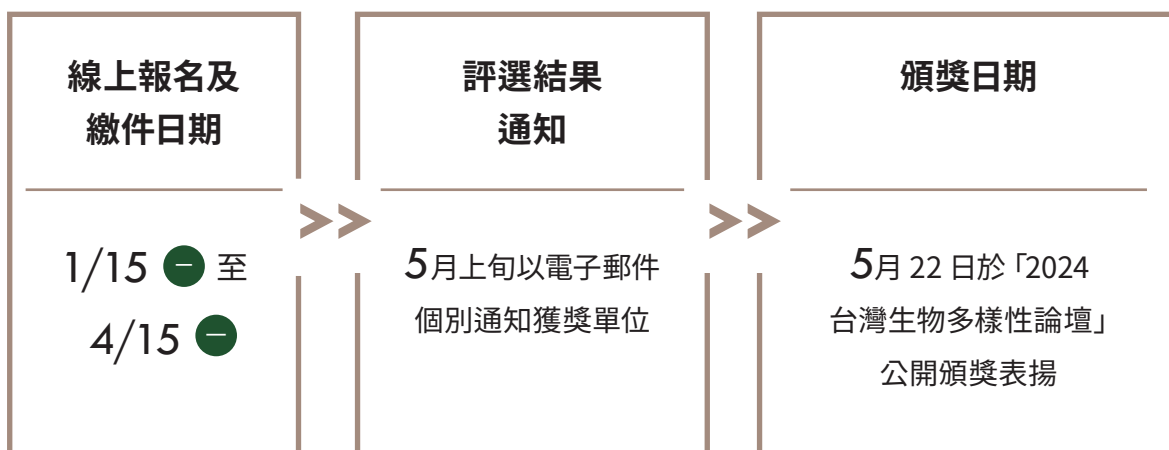 線上報名及
繳件日期
1/15 一 至
4/15 一
評選結果
通知
5月上旬以電子郵件
個別通知獲獎單位
頒獎日期
5月 22 日於「2024
台灣生物多樣性論壇」
公開頒獎表揚